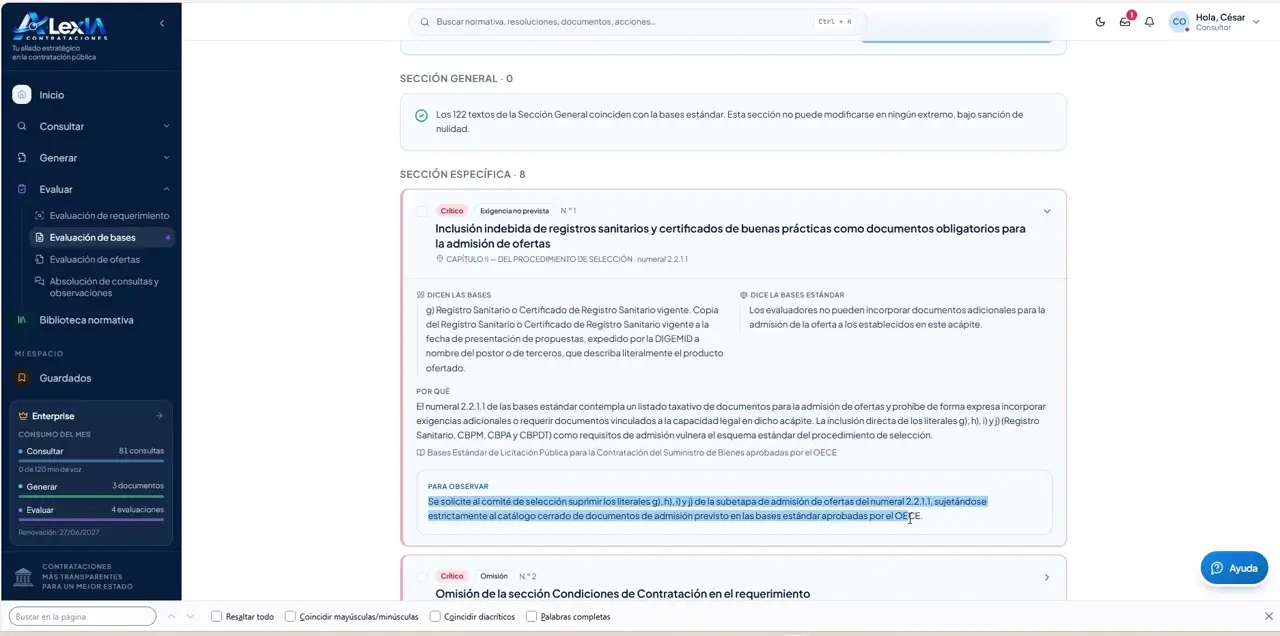 ALexIA
CONTRATACIONES
Tu aliado estratégico
en la contratación pública
Inicio
Consultar
Generar
Evaluar
Evaluación de requerimiento
Evaluación de bases
Evaluación de ofertas
Absolución de consultas y
observaciones
Biblioteca normativa
MI ESPACIO
Guardados
Enterprise
CONSUMO DEL MES
Consultar 81 consultas
0 de 120 min de voz
Generar 3 documentos
Evaluar 4 evaluaciones
Renovación: 27/06/2027
CONTRATACIONES
MÁS TRANSPARENTES
PARA UN MEJOR ESTADO
Buscar normativa, resoluciones, documentos, acciones... Ctrl + K
1
CO
Hola, César
Consultor
SECCIÓN GENERAL · 0
Los 122 textos de la Sección General coinciden con la bases estándar. Esta sección no puede modificarse en ningún extremo, bajo sanción de
nulidad.
SECCIÓN ESPECÍFICA · 8
Crítico Exigencia no prevista N.° 1
Inclusión indebida de registros sanitarios y certificados de buenas prácticas como documentos obligatorios para
la admisión de ofertas
CAPÍTULO II — DEL PROCEDIMIENTO DE SELECCIÓN · numeral 2.2.1.1
DICEN LAS BASES
g) Registro Sanitario o Certificado de Registro Sanitario vigente. Copia
del Registro Sanitario o Certificado de Registro Sanitario vigente a la
fecha de presentación de propuestas, expedido por la DIGEMID a
nombre del postor o de terceros, que describa literalmente el producto
ofertado.
DICE LA BASES ESTÁNDAR
Los evaluadores no pueden incorporar documentos adicionales para la
admisión de la oferta a los establecidos en este acápite.
POR QUÉ
El numeral 2.2.1.1 de las bases estándar contempla un listado taxativo de documentos para la admisión de ofertas y prohíbe de forma expresa incorporar
exigencias adicionales o requerir documentos vinculados a la capacidad legal en dicho acápite. La inclusión directa de los literales g), h), i) y j) (Registro
Sanitario, CBPM, CBPA y CBPDT) como requisitos de admisión vulnera el esquema estándar del procedimiento de selección.
Bases Estándar de Licitación Pública para la Contratación del Suministro de Bienes aprobadas por el OECE
PARA OBSERVAR
Se solicite al comité de selección suprimir los literales g), h), i) y j) de la subetapa de admisión de ofertas del numeral 2.2.1.1, sujetándose
estrictamente al catálogo cerrado de documentos de admisión previsto en las bases estándar aprobadas por el OECE.
Crítico Omisión N.° 2
Omisión de la sección Condiciones de Contratación en el requerimiento
Ayuda
Buscar en la página
Resaltar todo
Coincidir mayúsculas/minúsculas
Coincidir diacríticos
Palabras completas